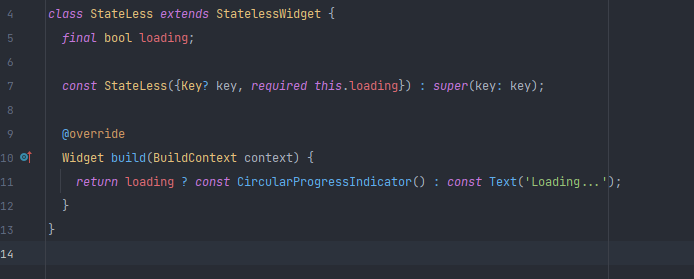 4 class StateLess extends StatelessWidget {
5 final bool loading;
6
7 const StateLess({Key? key, required this.loading}) : super(key: key);
8
9 @override
10 Widget build(BuildContext context) {
11 return loading ? const CircularProgressIndicator() : const Text('Loading...');
12 }
13 }
14